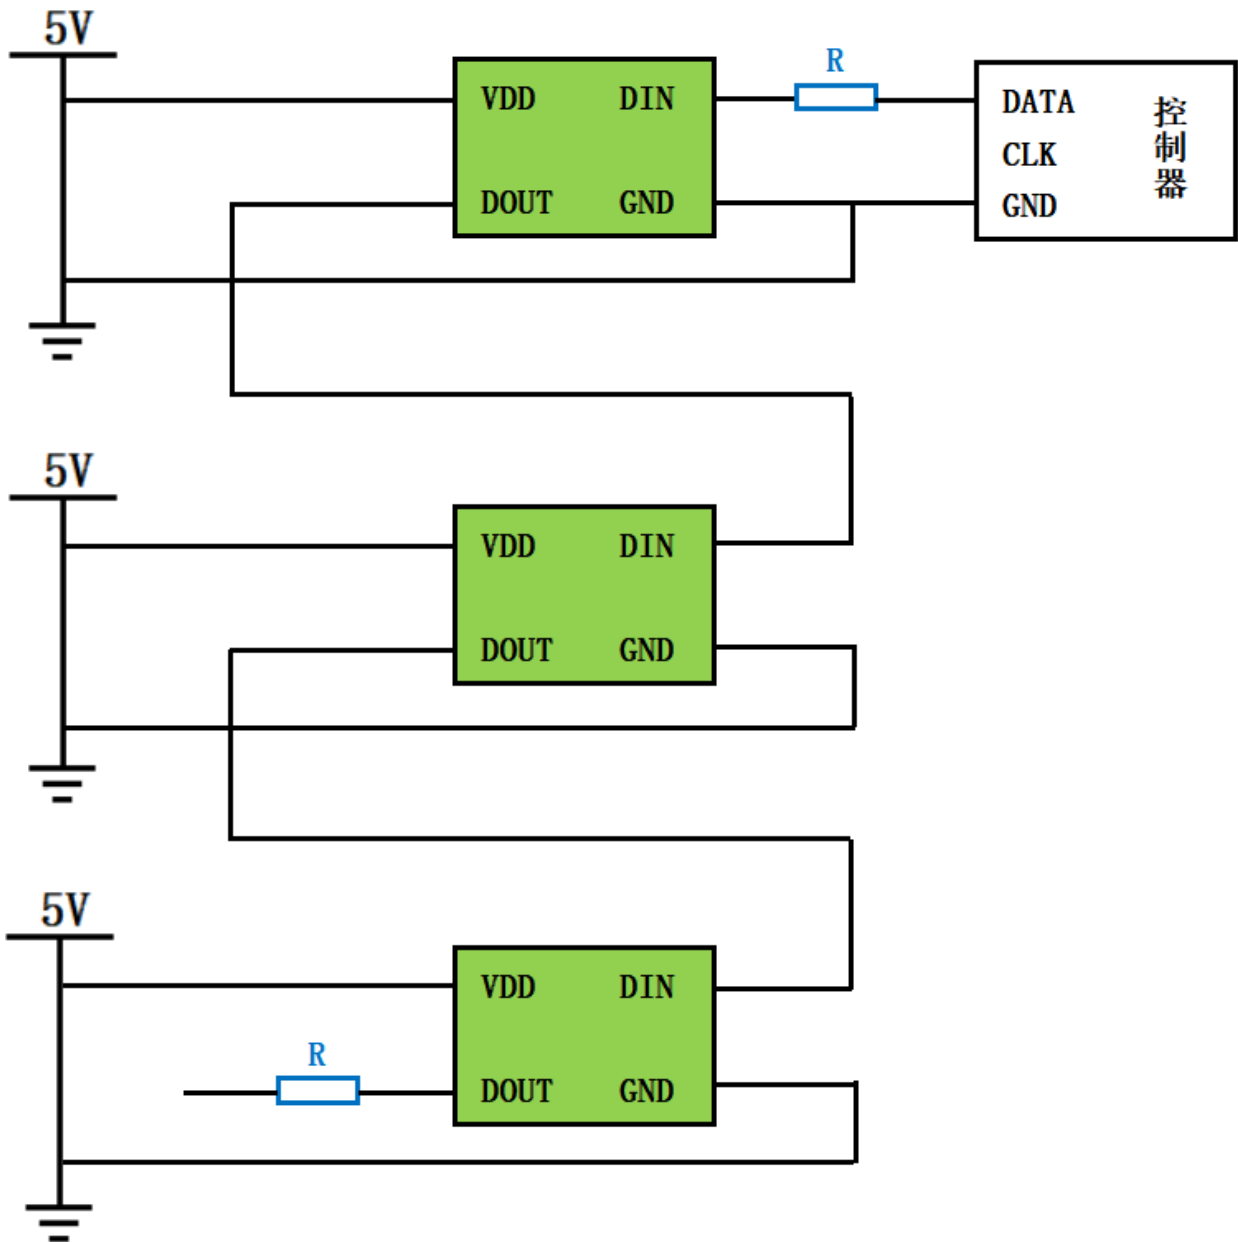 5V
R
VDD DIN
DOUT GND
DATA
CLK
GND
控制器
5V
VDD DIN
DOUT GND
5V
VDD DIN
R
DOUT GND